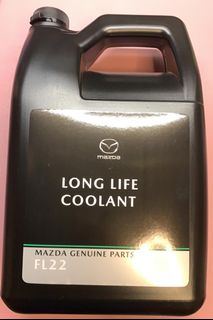 mazda
LONG LIFE
COOLANT
MAZDA GENUINE PARTS
FL22